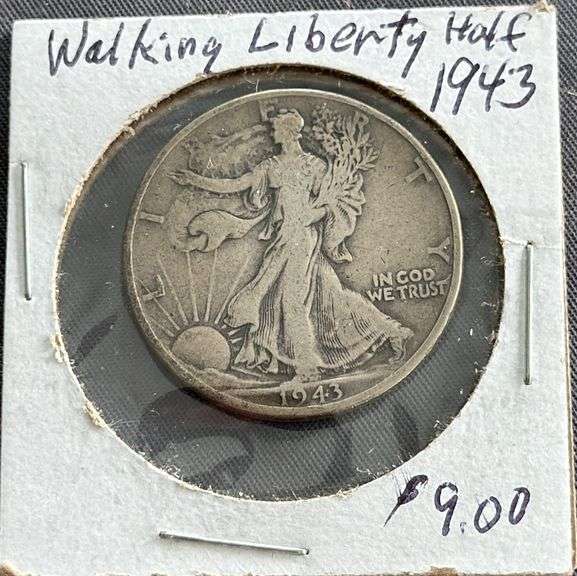 Walking Liberty Half
1943
LIBERTY
IN GOD
WE TRUST
1943
$9.00